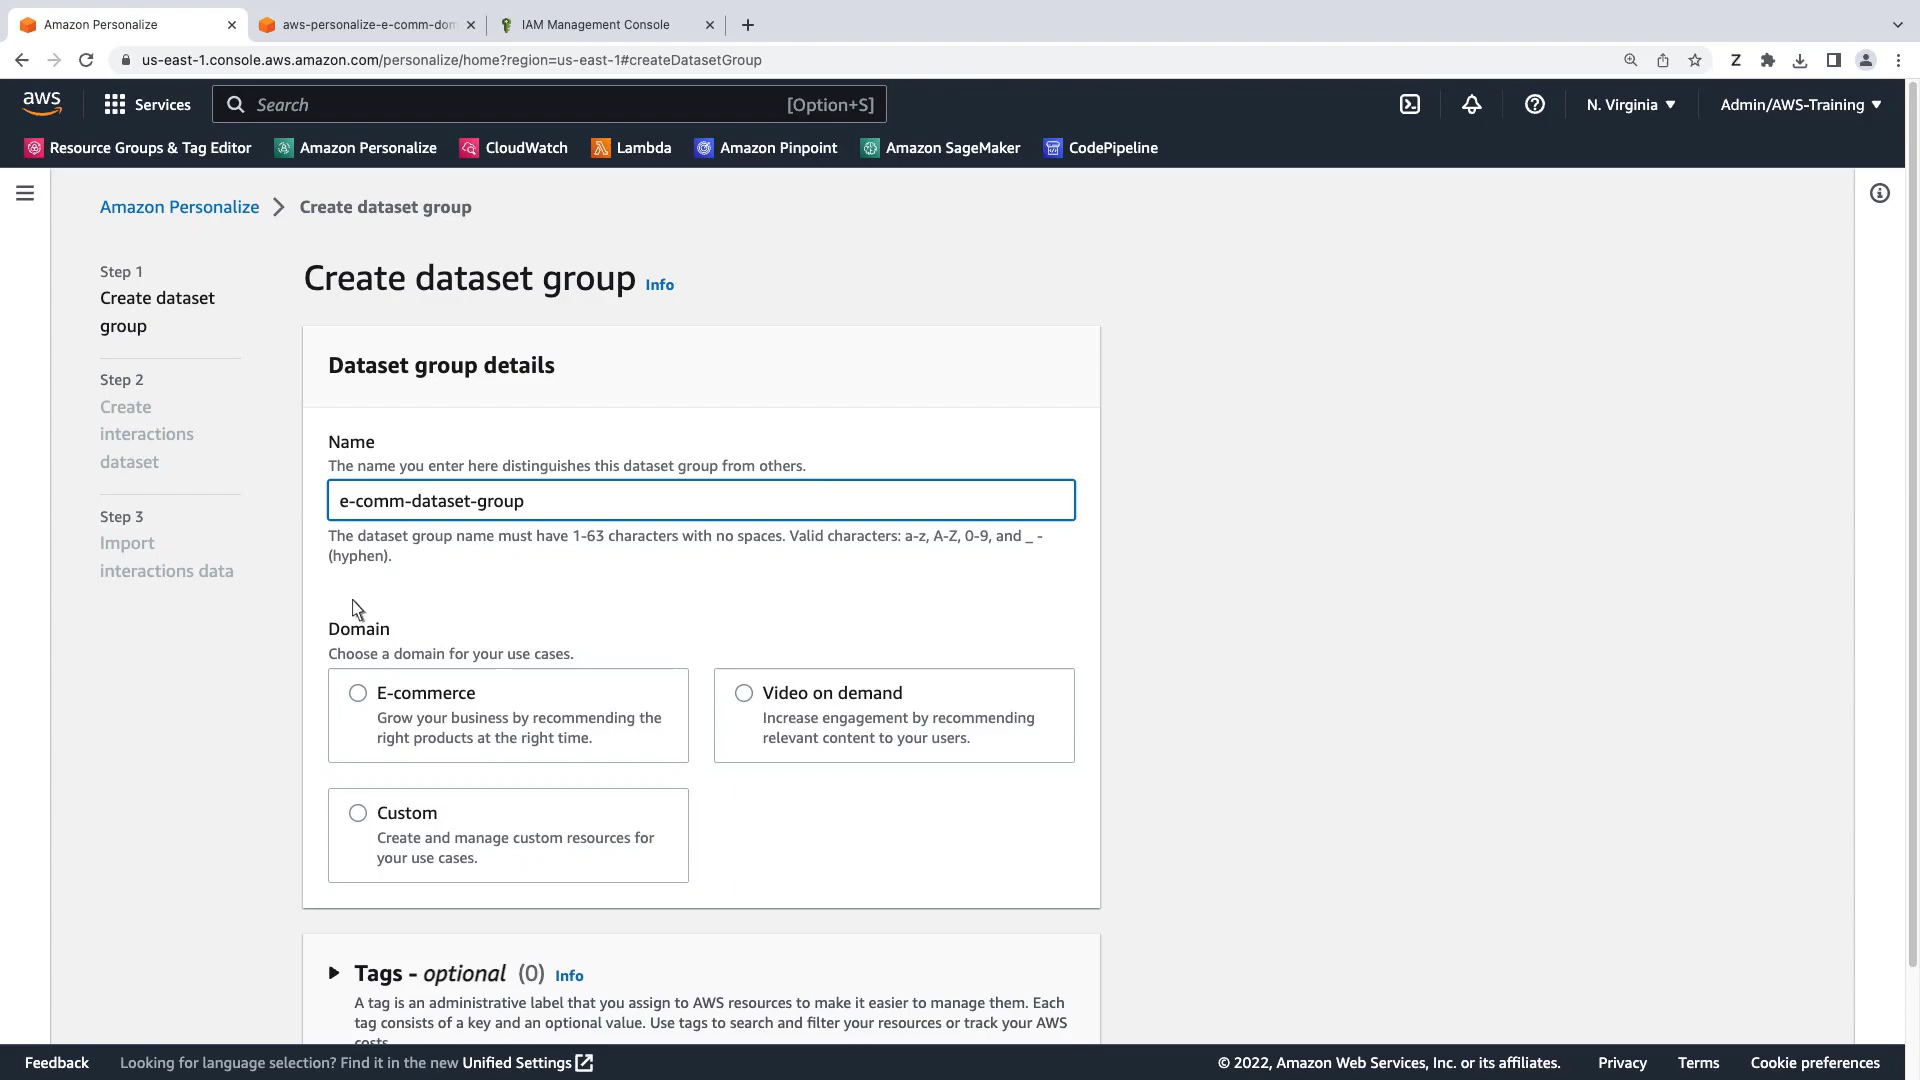 Amazon Personalize
aws-personalize-e-comm-dom
IAM Management Console
us-east-1.console.aws.amazon.com/personalize/home?region=us-east-1#createDatasetGroup
Z
aws
Services
Search
[Option+S]
N. Virginia
Admin/AWS-Training
Resource Groups & Tag Editor
Amazon Personalize
CloudWatch
Lambda
Amazon Pinpoint
Amazon SageMaker
CodePipeline
Amazon Personalize
Create dataset group
Step 1
Create dataset
group
Step 2
Create
interactions
dataset
Step 3
Import
interactions data
Create dataset group Info
Dataset group details
Name
The name you enter here distinguishes this dataset group from others.
e-comm-dataset-group
The dataset group name must have 1-63 characters with no spaces. Valid characters: a-z, A-Z, 0-9, and _ -
(hyphen).
Domain
Choose a domain for your use cases.
E-commerce
Grow your business by recommending the
right products at the right time.
Video on demand
Increase engagement by recommending
relevant content to your users.
Custom
Create and manage custom resources for
your use cases.
Tags - optional (0) Info
A tag is an administrative label that you assign to AWS resources to make it easier to manage them. Each
tag consists of a key and an optional value. Use tags to search and filter your resources or track your AWS
costs.
Feedback
Looking for language selection? Find it in the new Unified Settings
© 2022, Amazon Web Services, Inc. or its affiliates.
Privacy
Terms
Cookie preferences